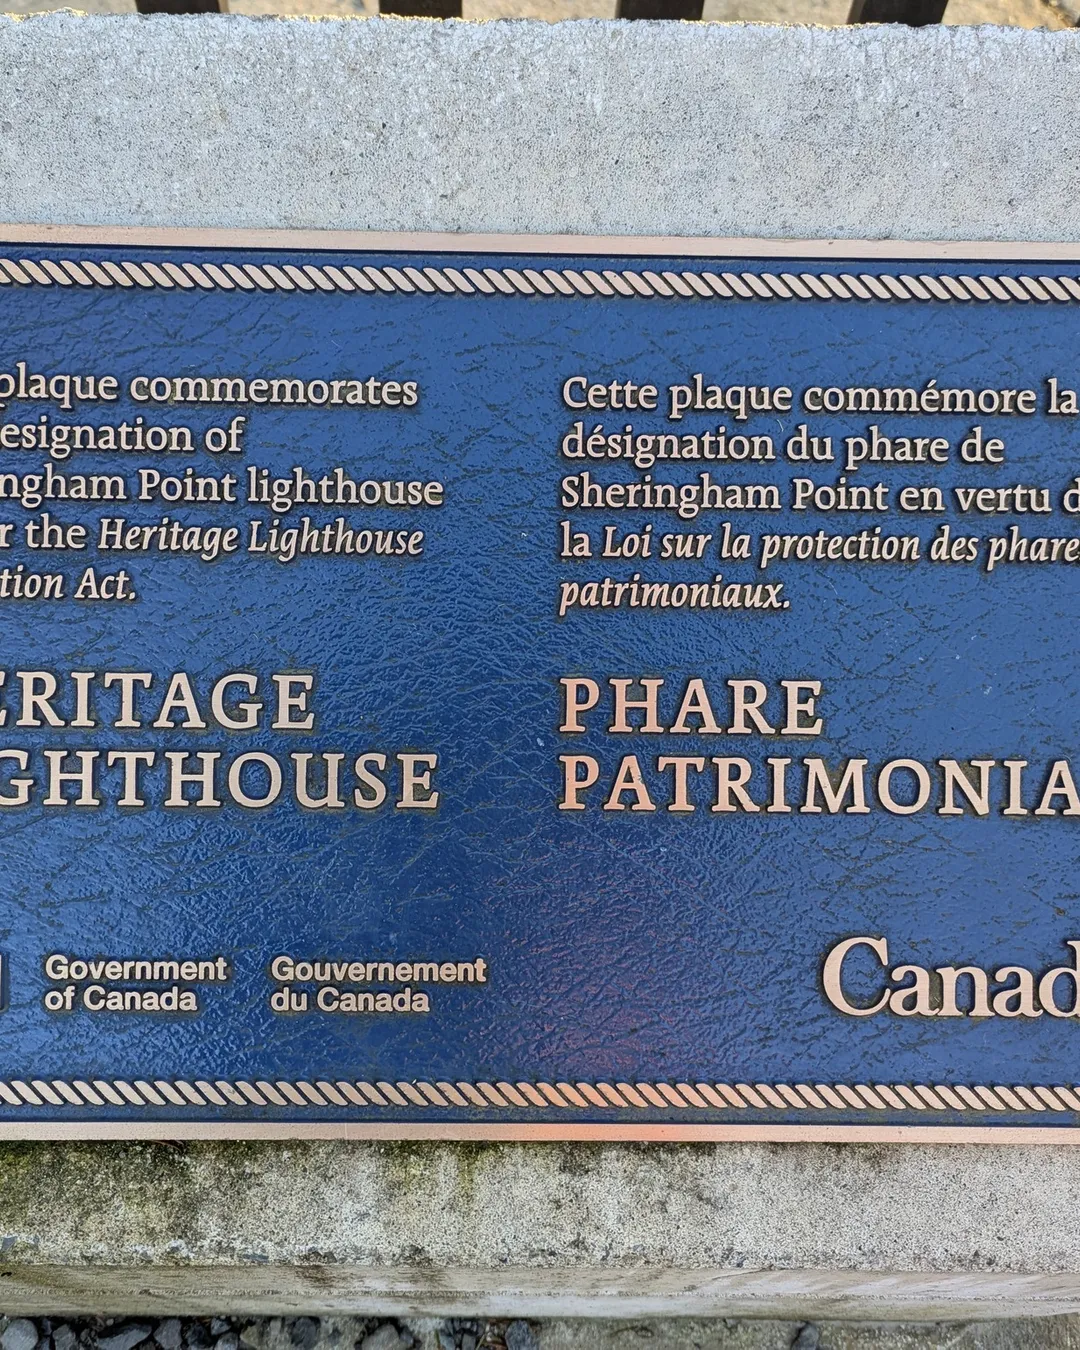 plaque commemorates
esignation of
ngham Point lighthouse
r the Heritage Lighthouse
tion Act.
ERITAGE
GHTHOUSE
Government
of Canada
Gouvernement
du Canada
Cette plaque commémore la
désignation du phare de
Sheringham Point en vertu d
la Loi sur la protection des phare
patrimoniaux.
PHARE
PATRIMONIA
Canad